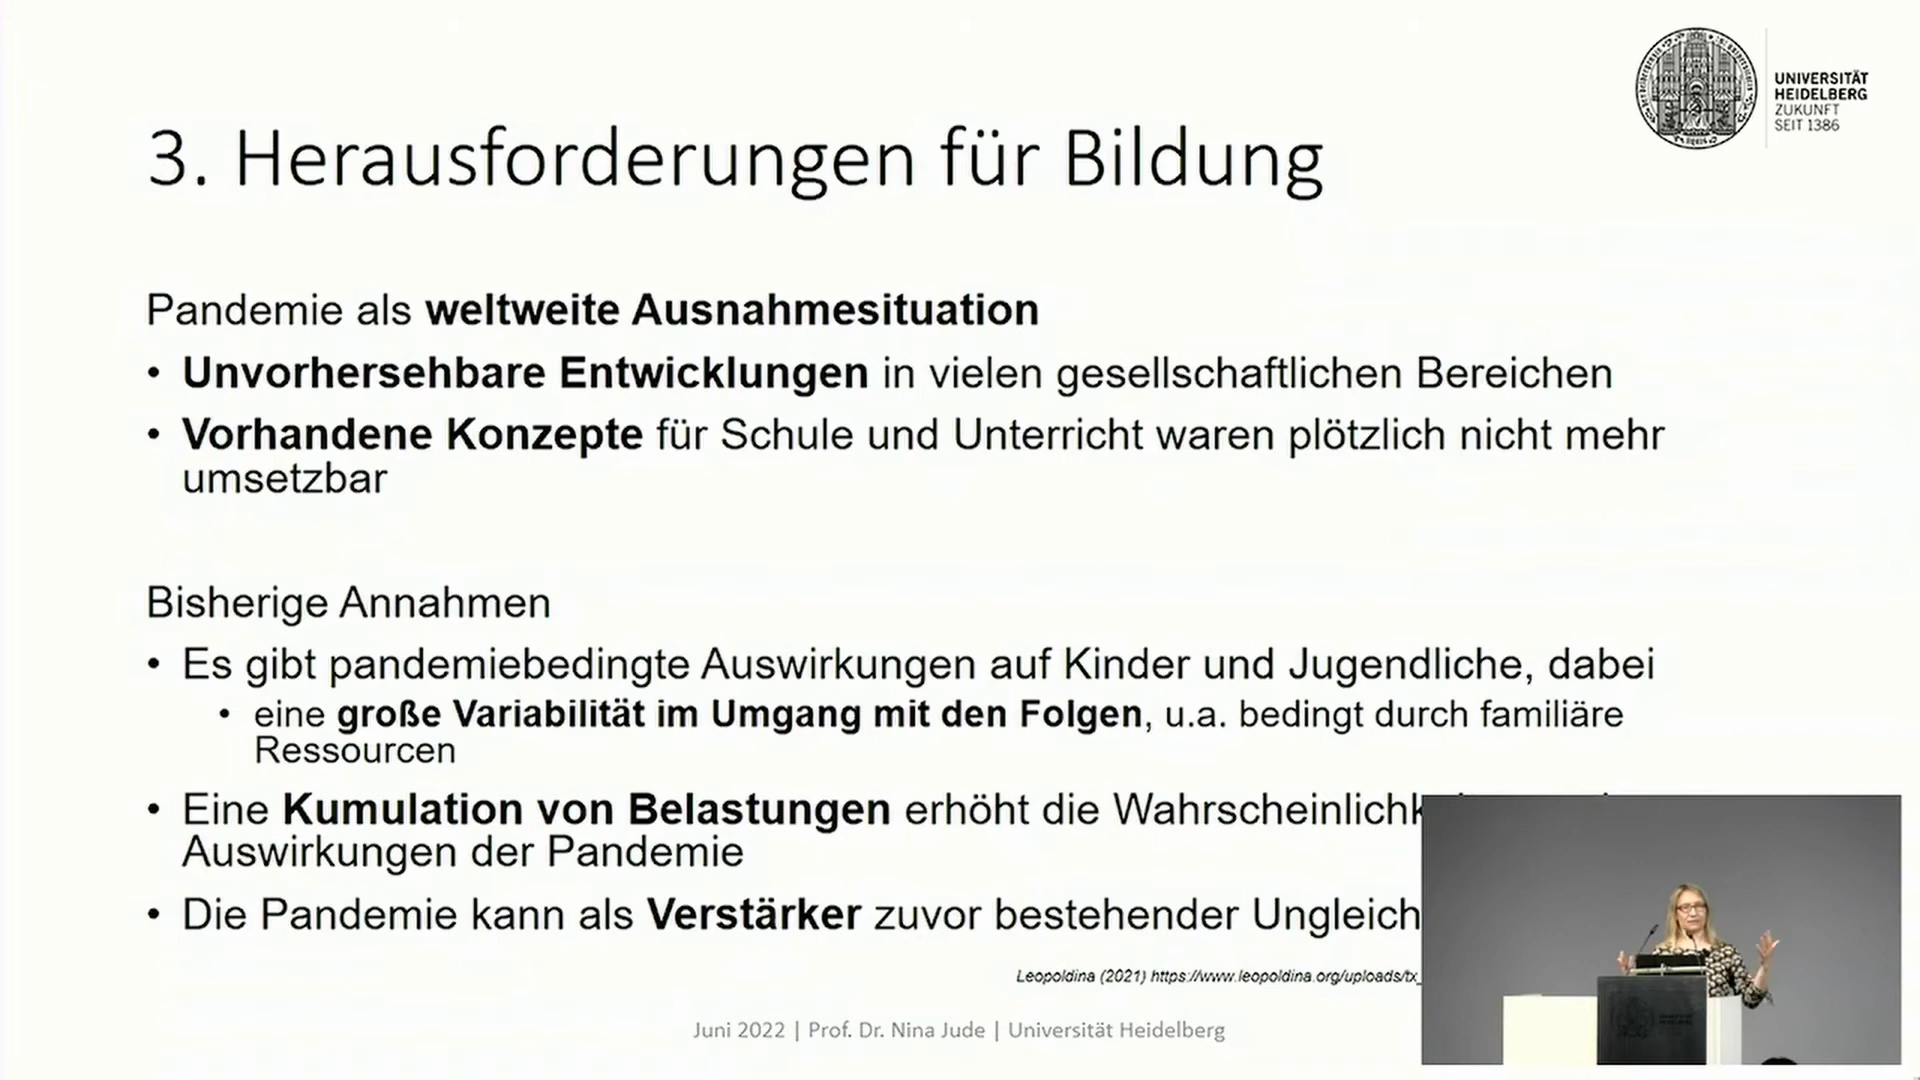 UNIVERSITÄT
HEIDELBERG
ZUKUNFT
SEIT 1386
3. Herausforderungen für Bildung
Pandemie als weltweite Ausnahmesituation
• Unvorhersehbare Entwicklungen in vielen gesellschaftlichen Bereichen
• Vorhandene Konzepte für Schule und Unterricht waren plötzlich nicht mehr
umsetzbar
Bisherige Annahmen
• Es gibt pandemiebedingte Auswirkungen auf Kinder und Jugendliche, dabei
• eine große Variabilität im Umgang mit den Folgen, u.a. bedingt durch familiäre
Ressourcen
• Eine Kumulation von Belastungen erhöht die
Auswirkungen der Pandemie
• Die Pandemie kann als Verstärker zuvor bestehender
Leopoldina (2021) https://www.leopoldina.org/uploads/tx_
Juni 2022 | Prof. Dr. Nina Jude | Universität Heidelberg